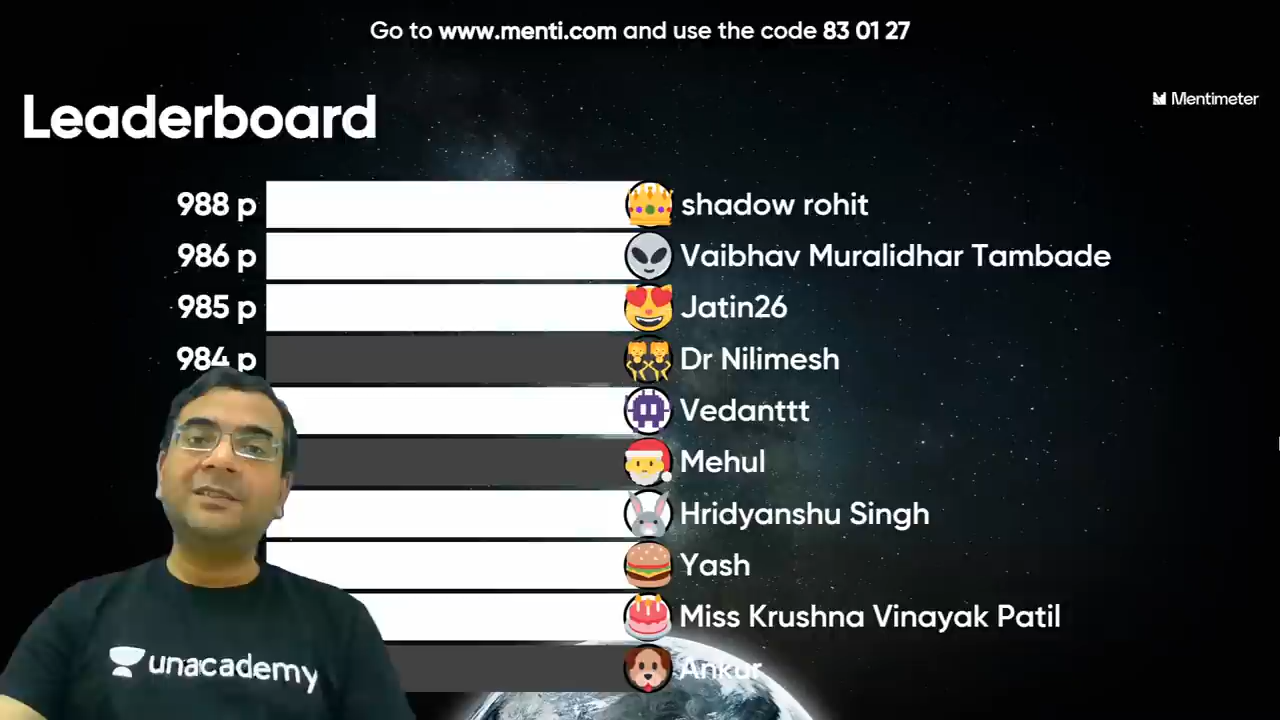 Go to www.menti.com and use the code 83 01 27
Mentimeter
Leaderboard
988 p shadow rohit
986 p Vaibhav Muralidhar Tambade
985 p Jatin26
984 p Dr Nilimesh
Vedanttt
Mehul
Hridyanshu Singh
Yash
Miss Krushna Vinayak Patil
Ankur
unacademy